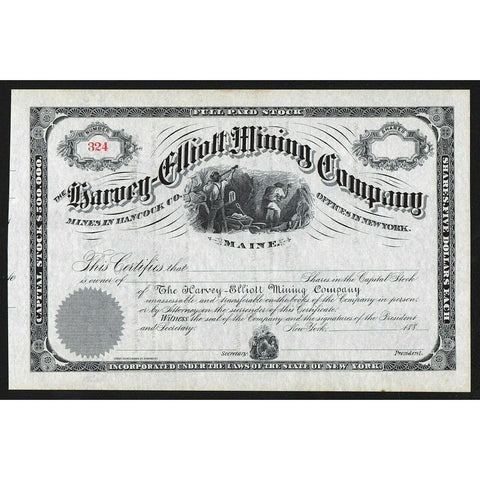 FULL PAID STOCK
NUMBER
324
SHARES
THE Harvey-Elliott Mining Company
MINES IN HANCOCK CO. OFFICES IN NEW YORK.
MAINE.
CAPITAL STOCK $500,000.
SHARES FIVE DOLLARS EACH
This Certifies that
is owner of Shares in the Capital Stock
of The Harvey-Elliott Mining Company
unassessable and transferable on the books of the Company in person,
or by Attorney on the surrender of this Certificate.
Witness the seal of the Company and the signatures of the President
and Secretary. New York 188
Secretary. President.
INCORPORATED UNDER THE LAWS OF THE STATE OF NEW YORK.